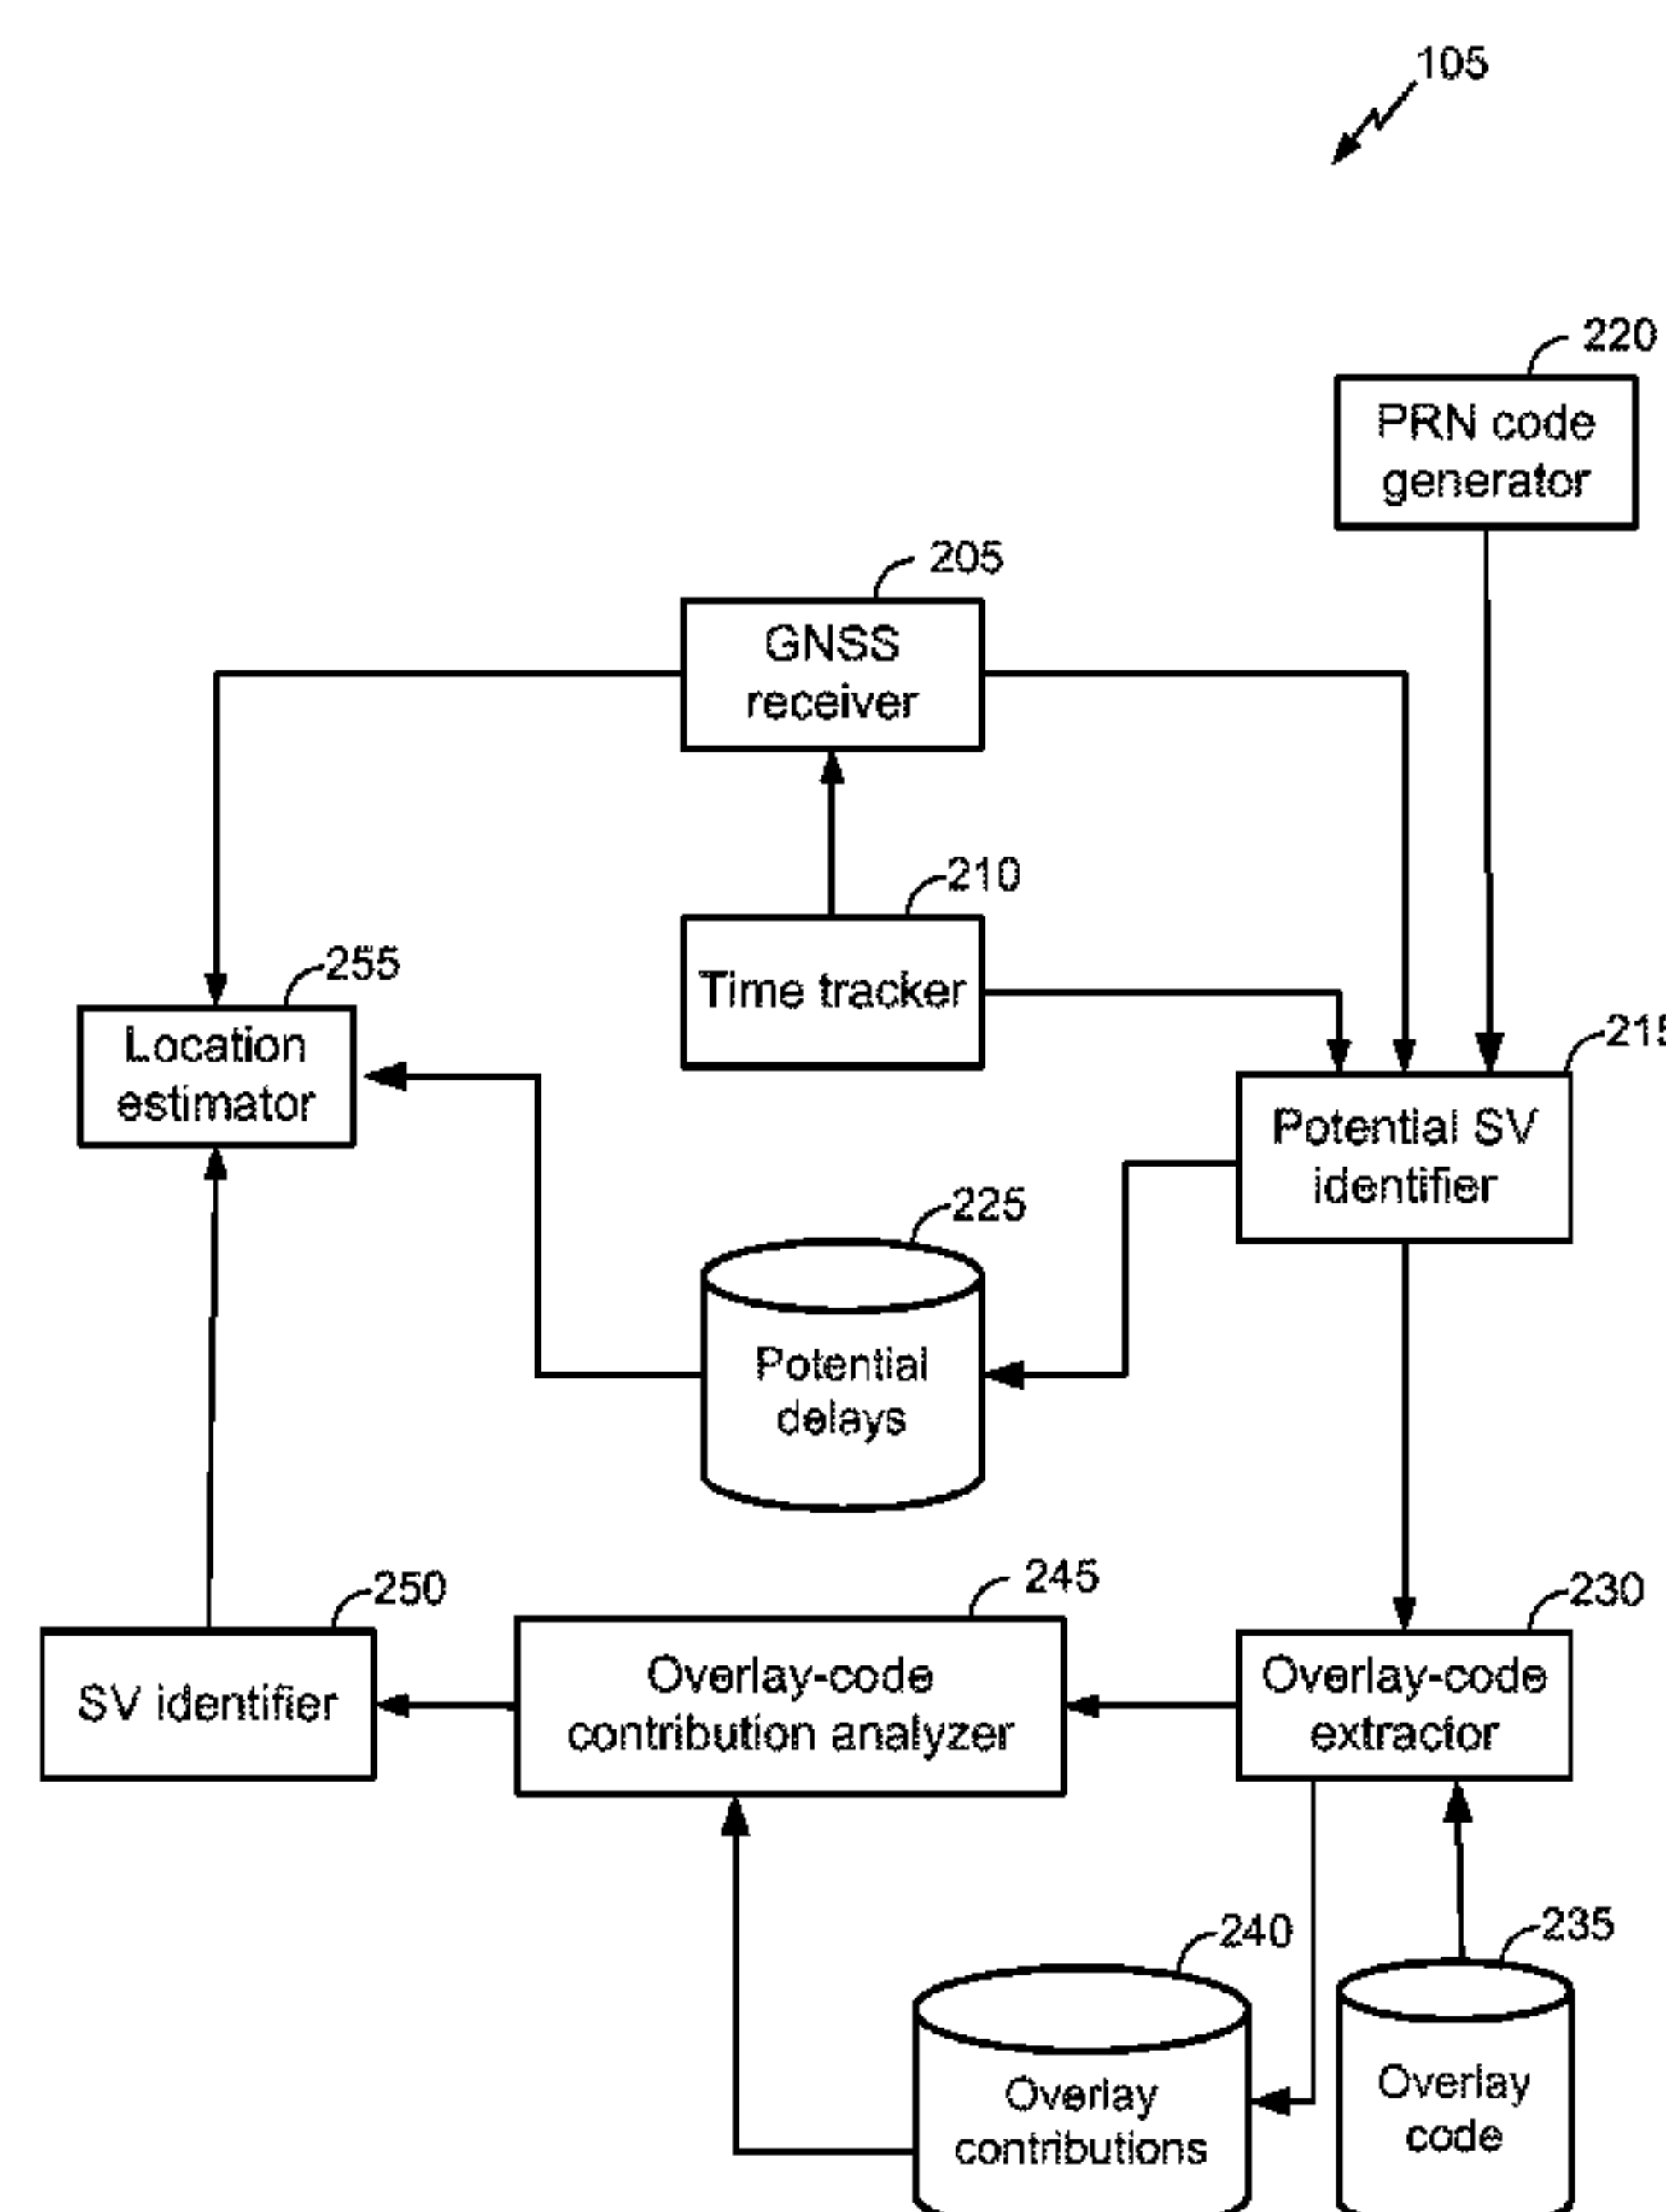 105
220
PRN code
generator
205
GNSS
receiver
210
Time tracker
255
Location
estimator
215
Potential SV
identifier
225
Potential
delays
250
SV identifier
245
Overlay-code
contribution analyzer
230
Overlay-code
extractor
240
Overlay
contributions
235
Overlay
code